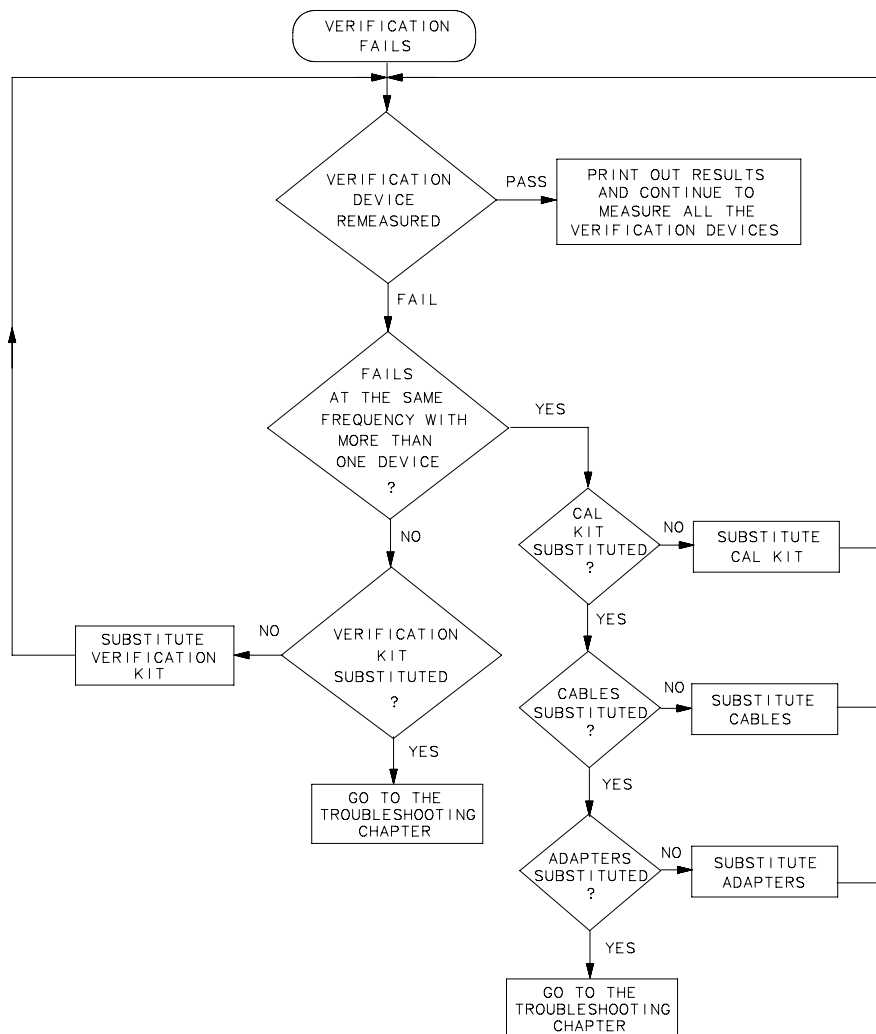 VERIFICATION
FAILS
VERIFICATION
DEVICE
REMEASURED
PASS
PRINT OUT RESULTS
AND CONTINUE TO
MEASURE ALL THE
VERIFICATION DEVICES
FAIL
FAILS
AT THE SAME
FREQUENCY WITH
MORE THAN
ONE DEVICE
?
YES
NO
CAL
KIT
SUBSTITUTED
?
NO
SUBSTITUTE
CAL KIT
YES
VERIFICATION
KIT
SUBSTITUTED
?
NO
SUBSTITUTE
VERIFICATION
KIT
YES
GO TO THE
TROUBLESHOOTING
CHAPTER
CABLES
SUBSTITUTED
?
NO
SUBSTITUTE
CABLES
YES
ADAPTERS
SUBSTITUTED
?
NO
SUBSTITUTE
ADAPTERS
YES
GO TO THE
TROUBLESHOOTING
CHAPTER